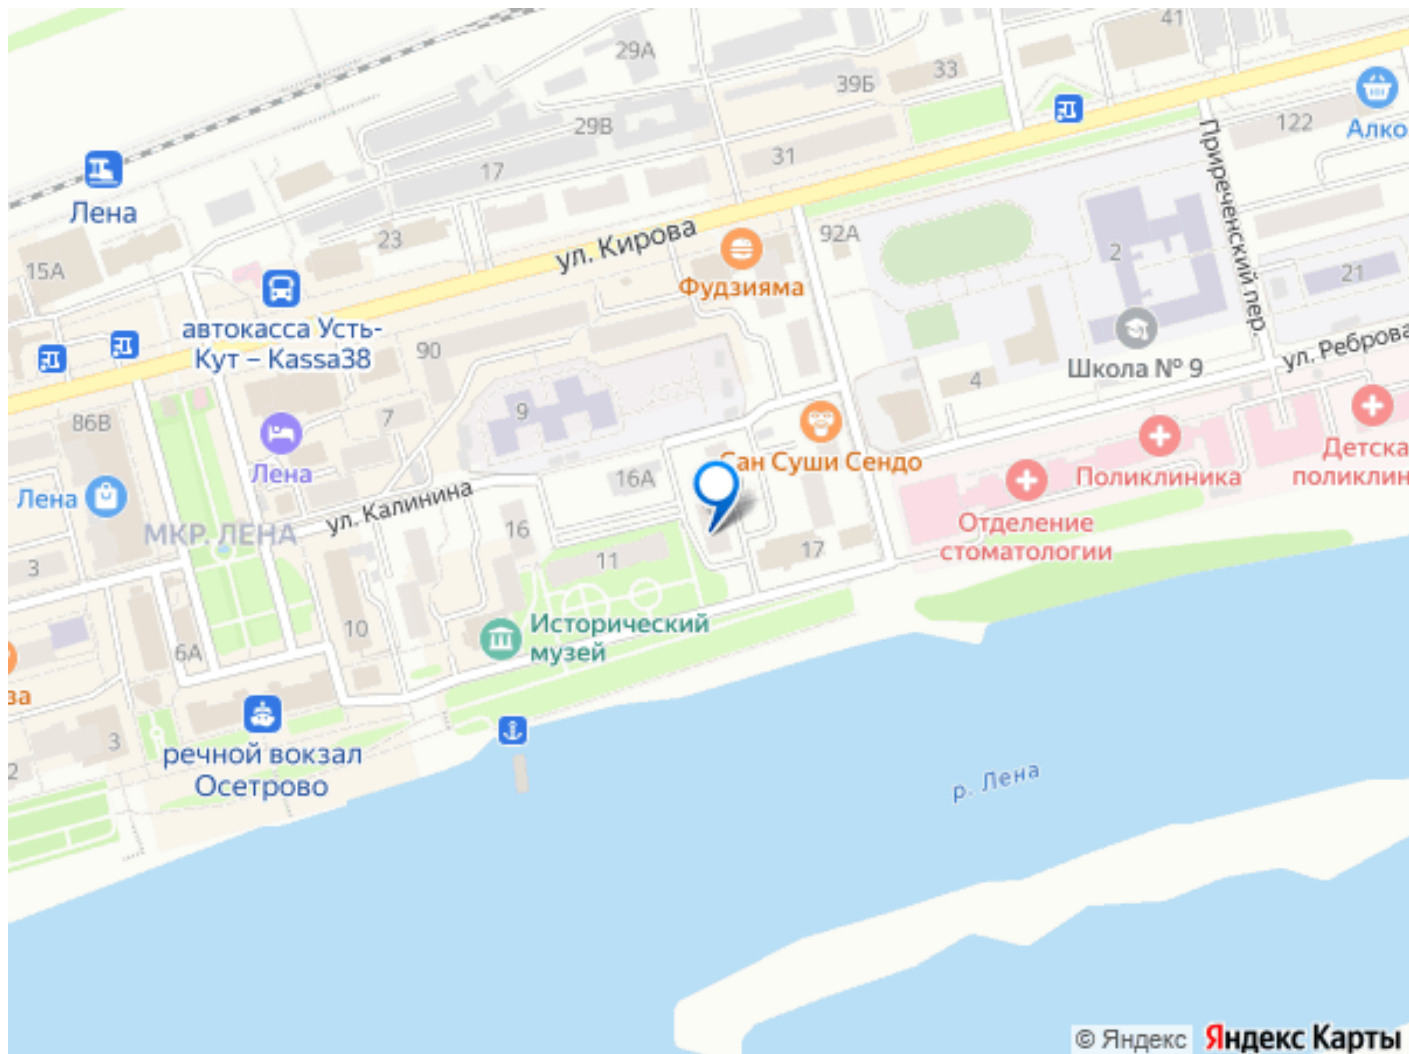 41
29А
33
39Б
122
Алко
29В
31
17
Лена
Приреченский пер.
ул. Кирова
92А
23
2
15А
21
Фудзияма
автокасса Усть-
Кут – Kassa38
90
ул. Реброва
Школа № 9
4
7
9
86В
Лена
Сан Суши Сендо
Детска
поликлин
Поликлиника
16А
Лена
ул. Калинина
МКР. ЛЕНА
16
Отделение
стоматологии
11
17
3
10
Исторический
музей
6А
за
3
2
речной вокзал
Осетрово
р. Лена
© Яндекс
Яндекс Карты